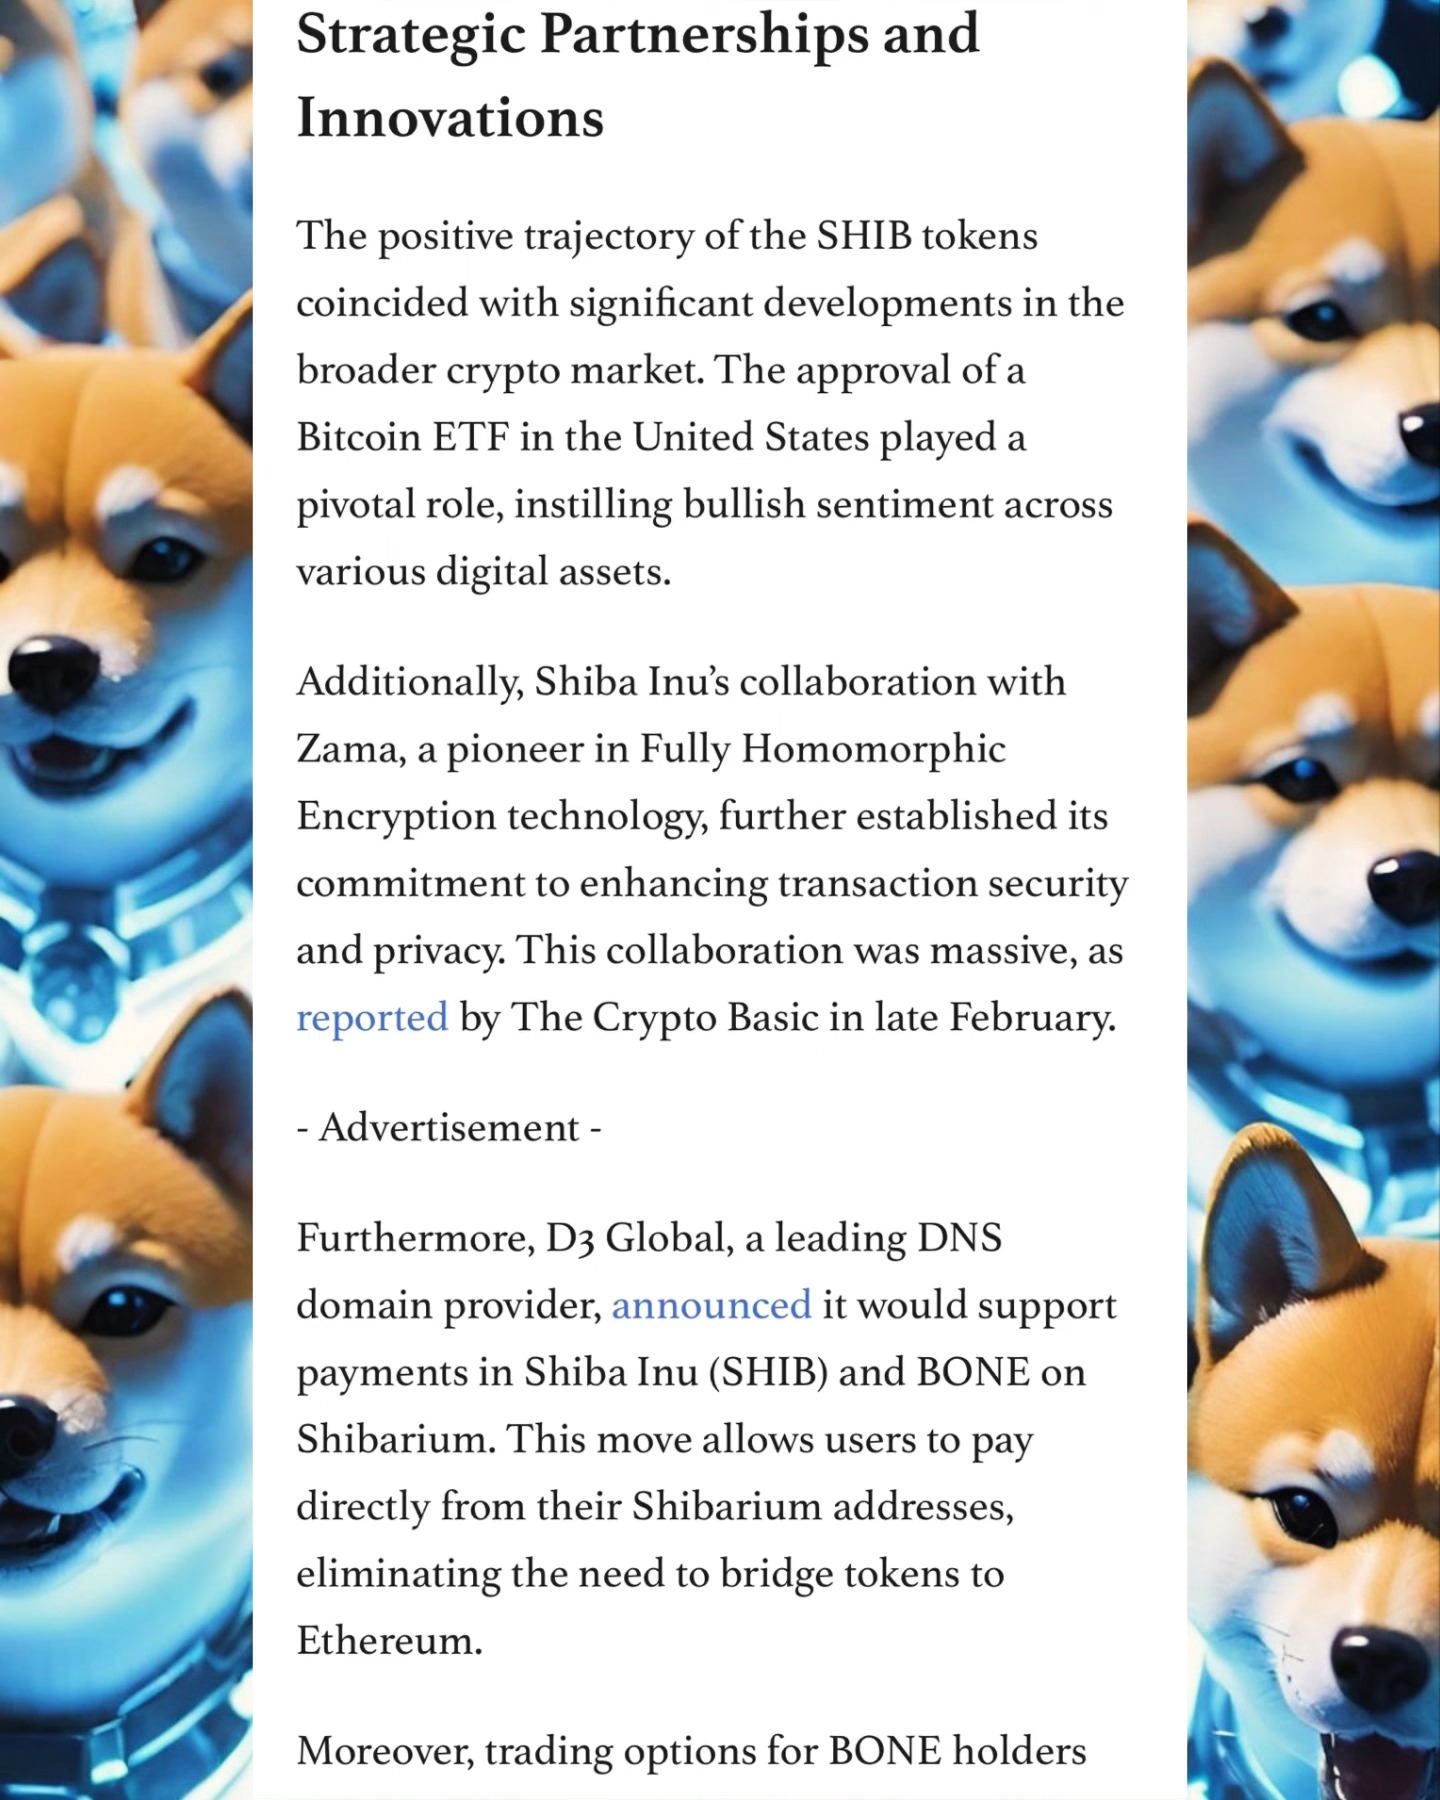 Strategic Partnerships and
Innovations
The positive trajectory of the SHIB tokens
coincided with significant developments in the
broader crypto market. The approval of a
Bitcoin ETF in the United States played a
pivotal role, instilling bullish sentiment across
various digital assets.
Additionally, Shiba Inu’s collaboration with
Zama, a pioneer in Fully Homomorphic
Encryption technology, further established its
commitment to enhancing transaction security
and privacy. This collaboration was massive, as
reported by The Crypto Basic in late February.
- Advertisement -
Furthermore, D3 Global, a leading DNS
domain provider, announced it would support
payments in Shiba Inu (SHIB) and BONE on
Shibarium. This move allows users to pay
directly from their Shibarium addresses,
eliminating the need to bridge tokens to
Ethereum.
Moreover, trading options for BONE holders